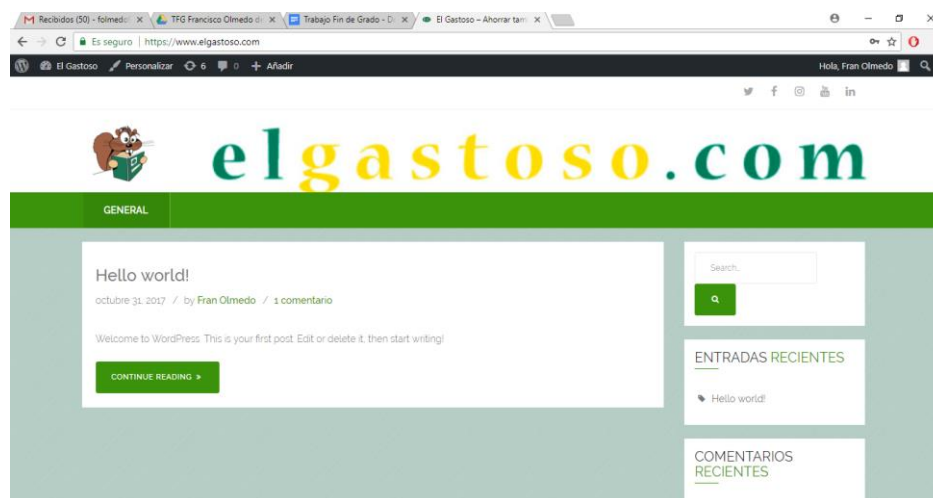 Recibidos (50) - folmedo
TFG Francisco Olmedo di
Trabajo Fin de Grado - D
El Gastoso – Ahorrar tam
Es seguro | https://www.elgastoso.com
El Gastoso Personalizar 6 0 + Añadir
Hola, Fran Olmedo
elgastoso.com
GENERAL
Hello world!
octubre 31, 2017 / by Fran Olmedo / 1 comentario
Welcome to WordPress. This is your first post. Edit or delete it, then start writing!
CONTINUE READING »
Search..
ENTRADAS RECIENTES
Hello world!
COMENTARIOS
RECIENTES